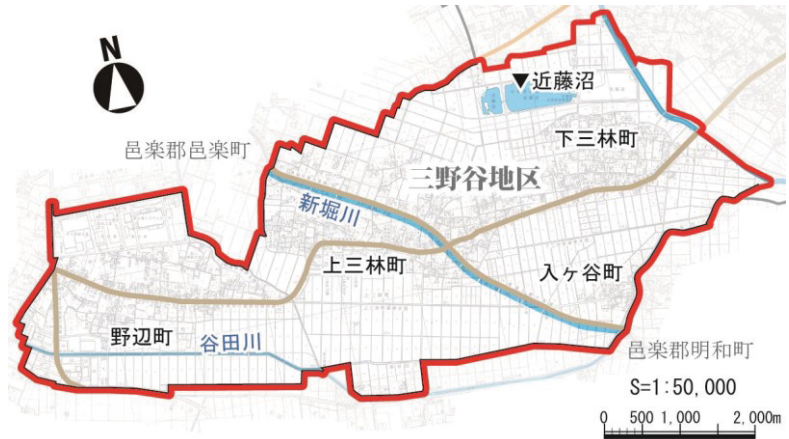 N
▼近藤沼
邑楽郡邑楽町
下三林町
三野谷地区
新堀川
上三林町
入ヶ谷町
野辺町
谷田川
邑楽郡明和町
S=1:50,000
0 500 1,000 2,000m